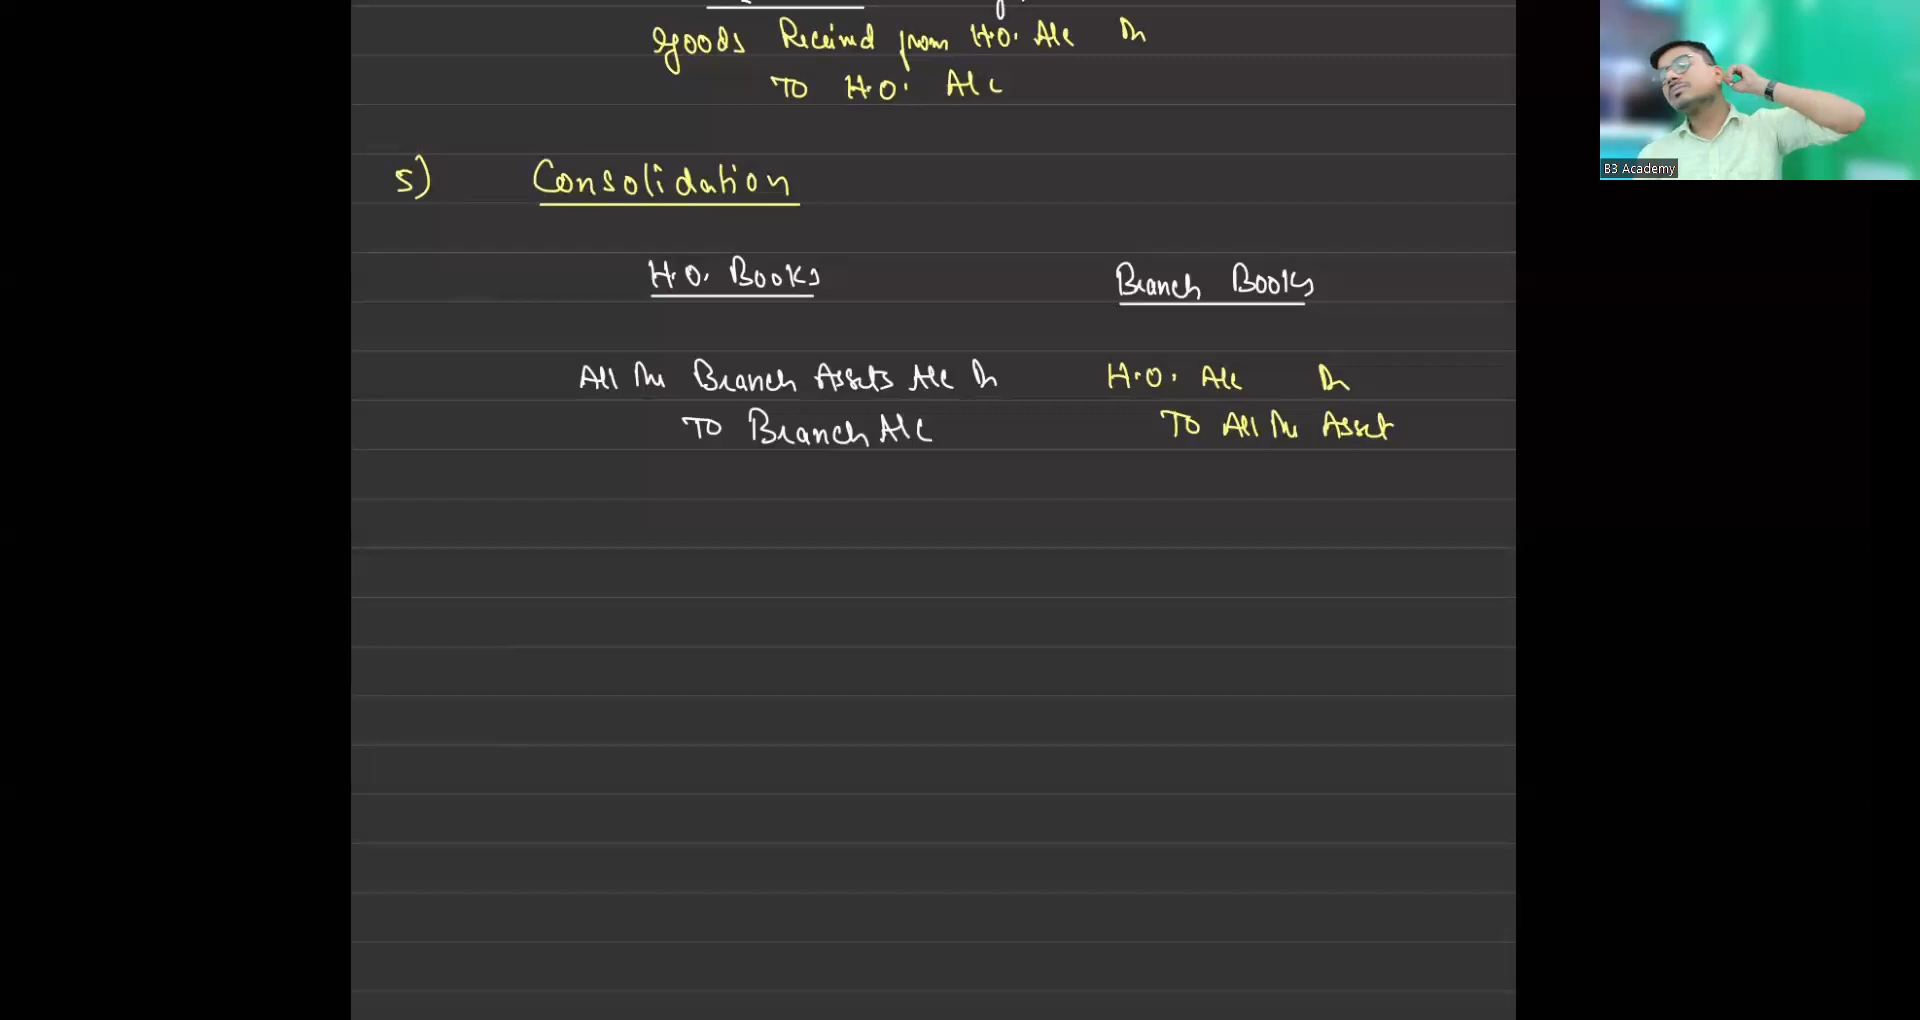 goods Received from H.O. A/c Dr
To H.O. A/c
5) Consolidation
H.O. Books
Branch Books
All the Branch Assets A/c Dr
To Branch A/c
H.O. A/c Dr
To All the Asset
B3 Academy